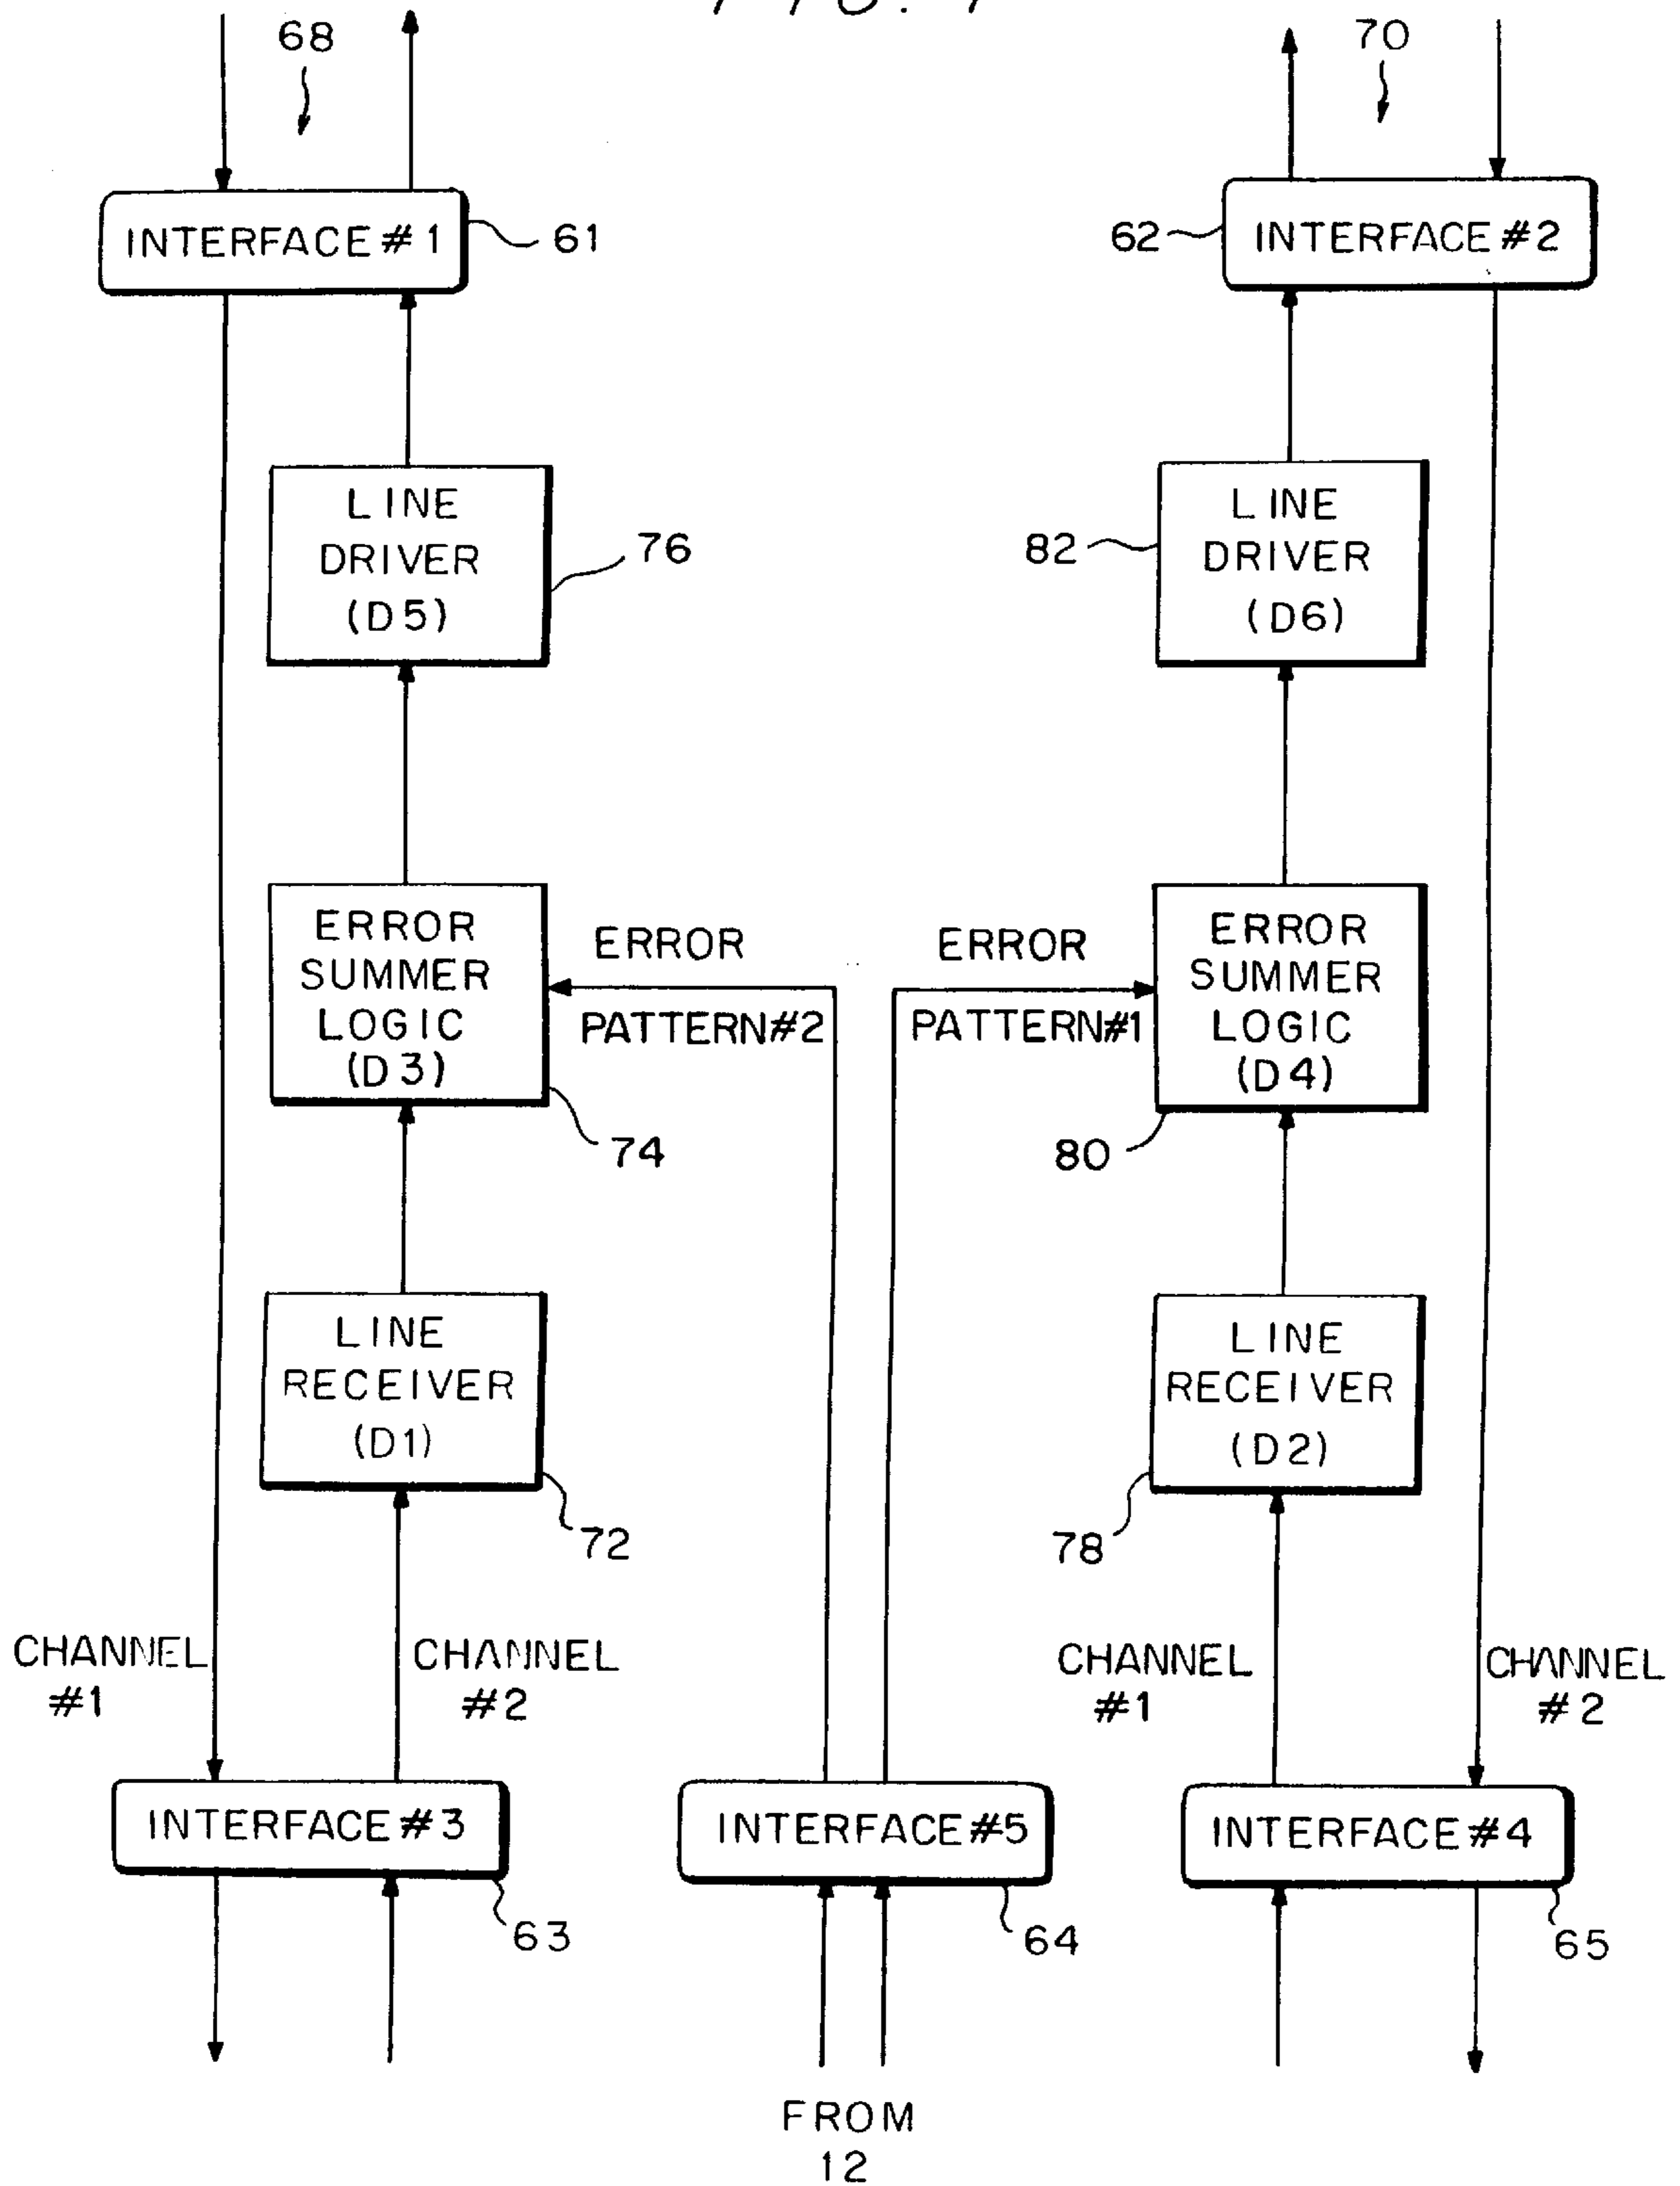 68
70
INTERFACE #1
61
62
INTERFACE #2
LINE
DRIVER
(D5)
76
82
LINE
DRIVER
(D6)
ERROR
SUMMER
LOGIC
(D3)
74
ERROR
PATTERN #2
ERROR
PATTERN #1
ERROR
SUMMER
LOGIC
(D4)
80
LINE
RECEIVER
(D1)
72
LINE
RECEIVER
(D2)
78
CHANNEL
#1
CHANNEL
#2
CHANNEL
#1
CHANNEL
#2
INTERFACE #3
63
INTERFACE #5
64
INTERFACE #4
65
FROM
12